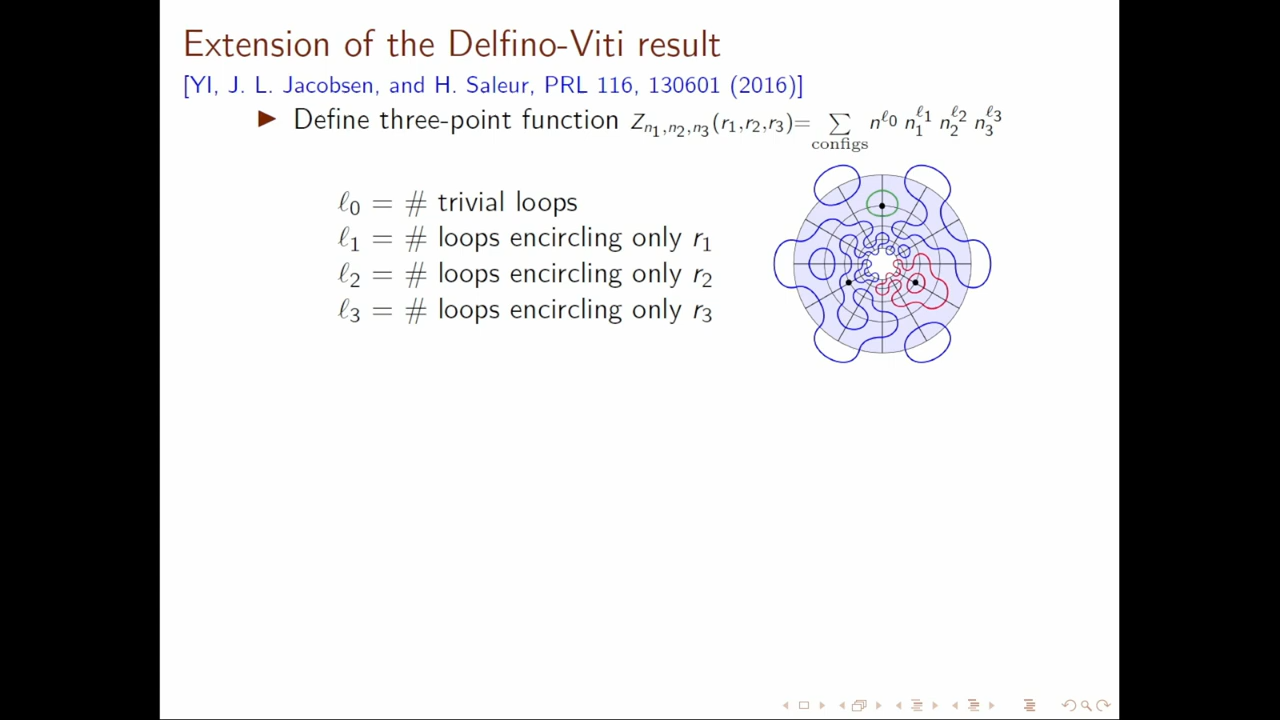 Extension of the Delfino-Viti result
[YI, J. L. Jacobsen, and H. Saleur, PRL 116, 130601 (2016)]
▶ Define three-point function Z_{n_1,n_2,n_3}(r_1,r_2,r_3)= ∑_{configs} n^{ℓ_0} n_1^{ℓ_1} n_2^{ℓ_2} n_3^{ℓ_3}
ℓ_0 = # trivial loops
ℓ_1 = # loops encircling only r_1
ℓ_2 = # loops encircling only r_2
ℓ_3 = # loops encircling only r_3